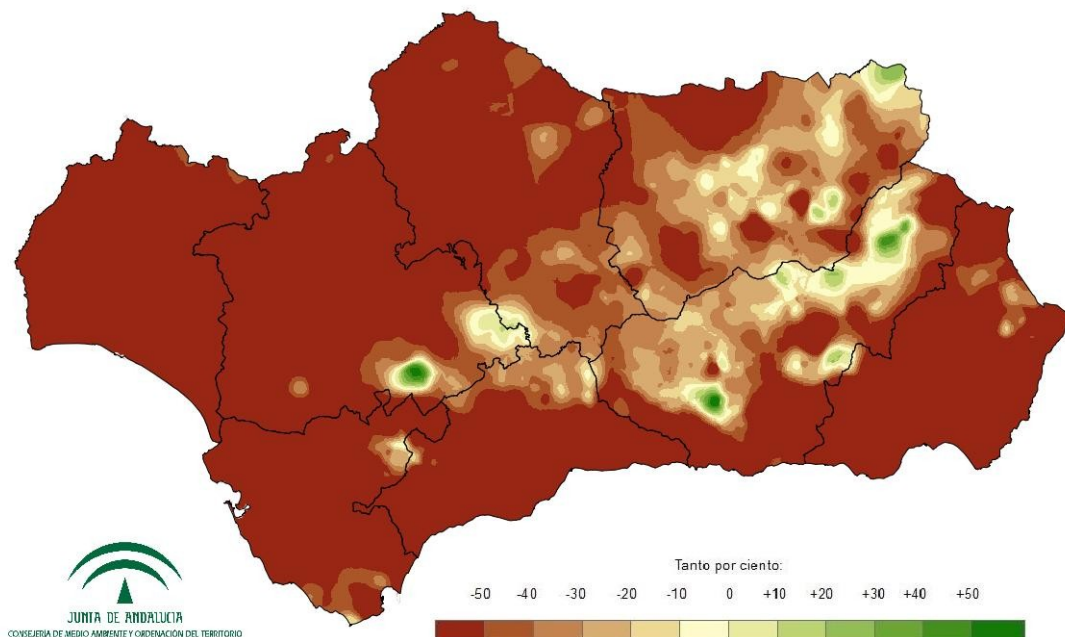 Tanto por ciento:
-50 -40 -30 -20 -10 0 +10 +20 +30 +40 +50
JUNTA DE ANDALUCIA
CONSEJERIA DE MEDIO AMBIENTE Y ORDENACIÓN DEL TERRITORIO